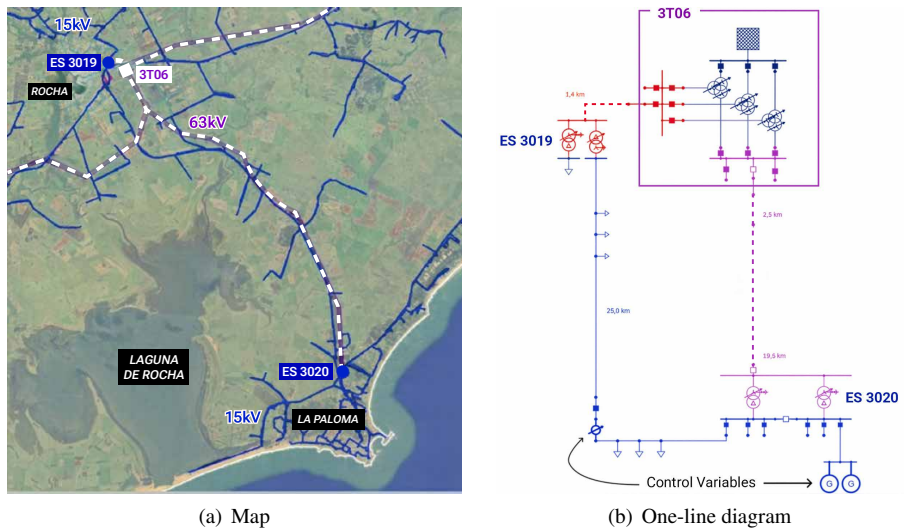 15kV
ES 3019
3T06
ROCHA
63kV
LAGUNA
DE ROCHA
ES 3020
15kV
LA PALOMA
(a) Map
3T06
1,4 km
ES 3019
2,5 km
25,0 km
19,5 km
ES 3020
Control Variables
G G
(b) One-line diagram